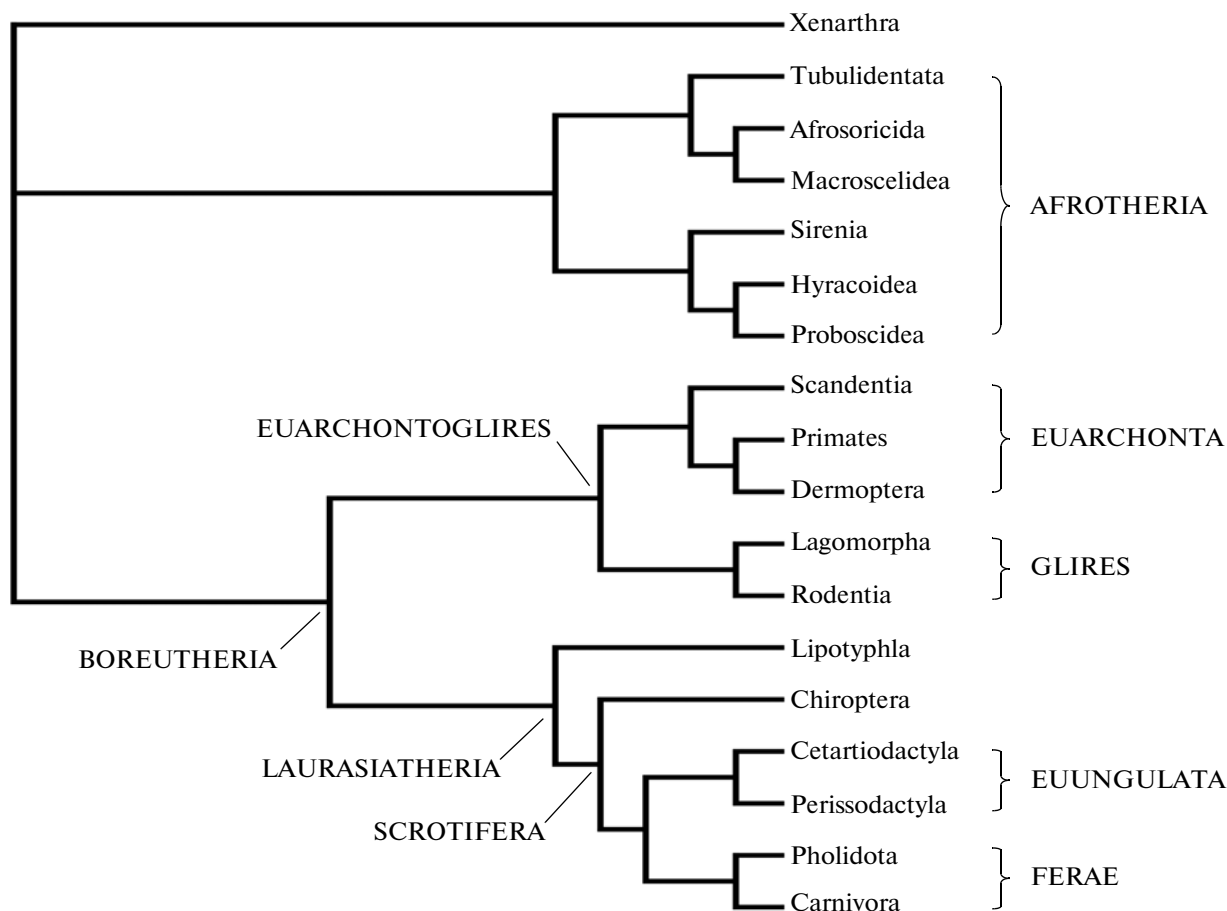 Xenarthra
Tubulidentata
Afrosoricida
Macroscelidea
AFROTHERIA
Sirenia
Hyracoidea
Proboscidea
Scandentia
EUARCHONTOGLIRES
Primates
EUARCHONTA
Dermoptera
Lagomorpha
GLIRES
Rodentia
Lipotyphla
BOREUTHERIA
Chiroptera
Cetartiodactyla
LAURASIATHERIA
EUUNGULATA
Perissodactyla
SCROTIFERA
Pholidota
FERAE
Carnivora